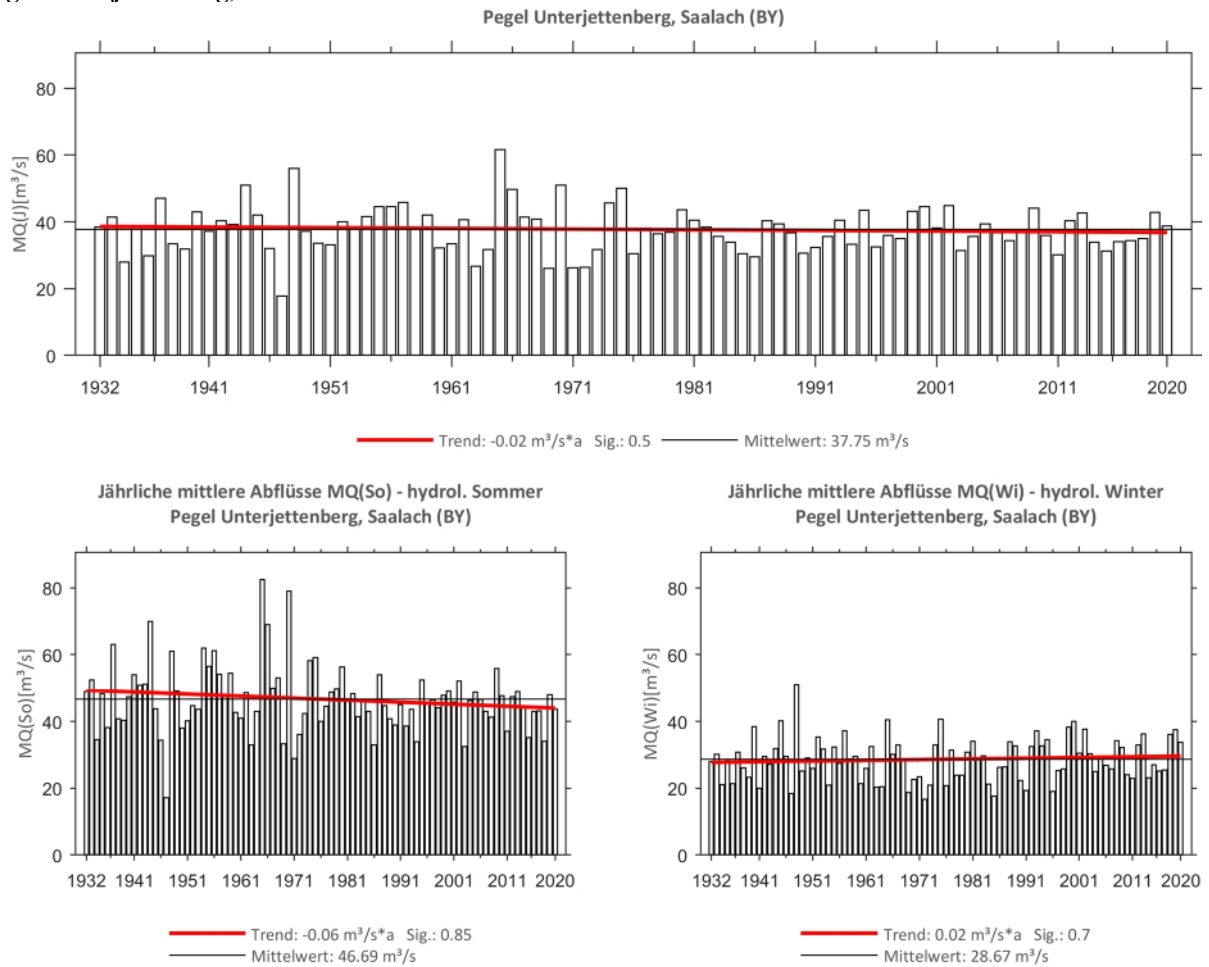 Pegel Unterjettenberg, Saalach (BY)
MQ(J)[m³/s]
80
60
40
20
0
1932 1941 1951 1961 1971 1981 1991 2001 2011 2020
Trend: -0.02 m³/s*a Sig.: 0.5 Mittelwert: 37.75 m³/s
Jährliche mittlere Abflüsse MQ(So) - hydrol. Sommer
Pegel Unterjettenberg, Saalach (BY)
MQ(So)[m³/s]
80
60
40
20
0
1932 1941 1951 1961 1971 1981 1991 2001 2011 2020
Trend: -0.06 m³/s*a Sig.: 0.85
Mittelwert: 46.69 m³/s
Jährliche mittlere Abflüsse MQ(Wi) - hydrol. Winter
Pegel Unterjettenberg, Saalach (BY)
MQ(Wi)[m³/s]
80
60
40
20
0
1932 1941 1951 1961 1971 1981 1991 2001 2011 2020
Trend: 0.02 m³/s*a Sig.: 0.7
Mittelwert: 28.67 m³/s